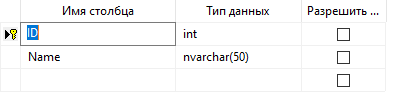 Имя столбца Тип данных Разрешить ...
ID int
Name nvarchar(50)